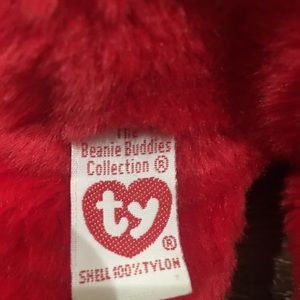 The
Beanie Buddies
Collection ®
ty
®
SHELL 100% TYLON